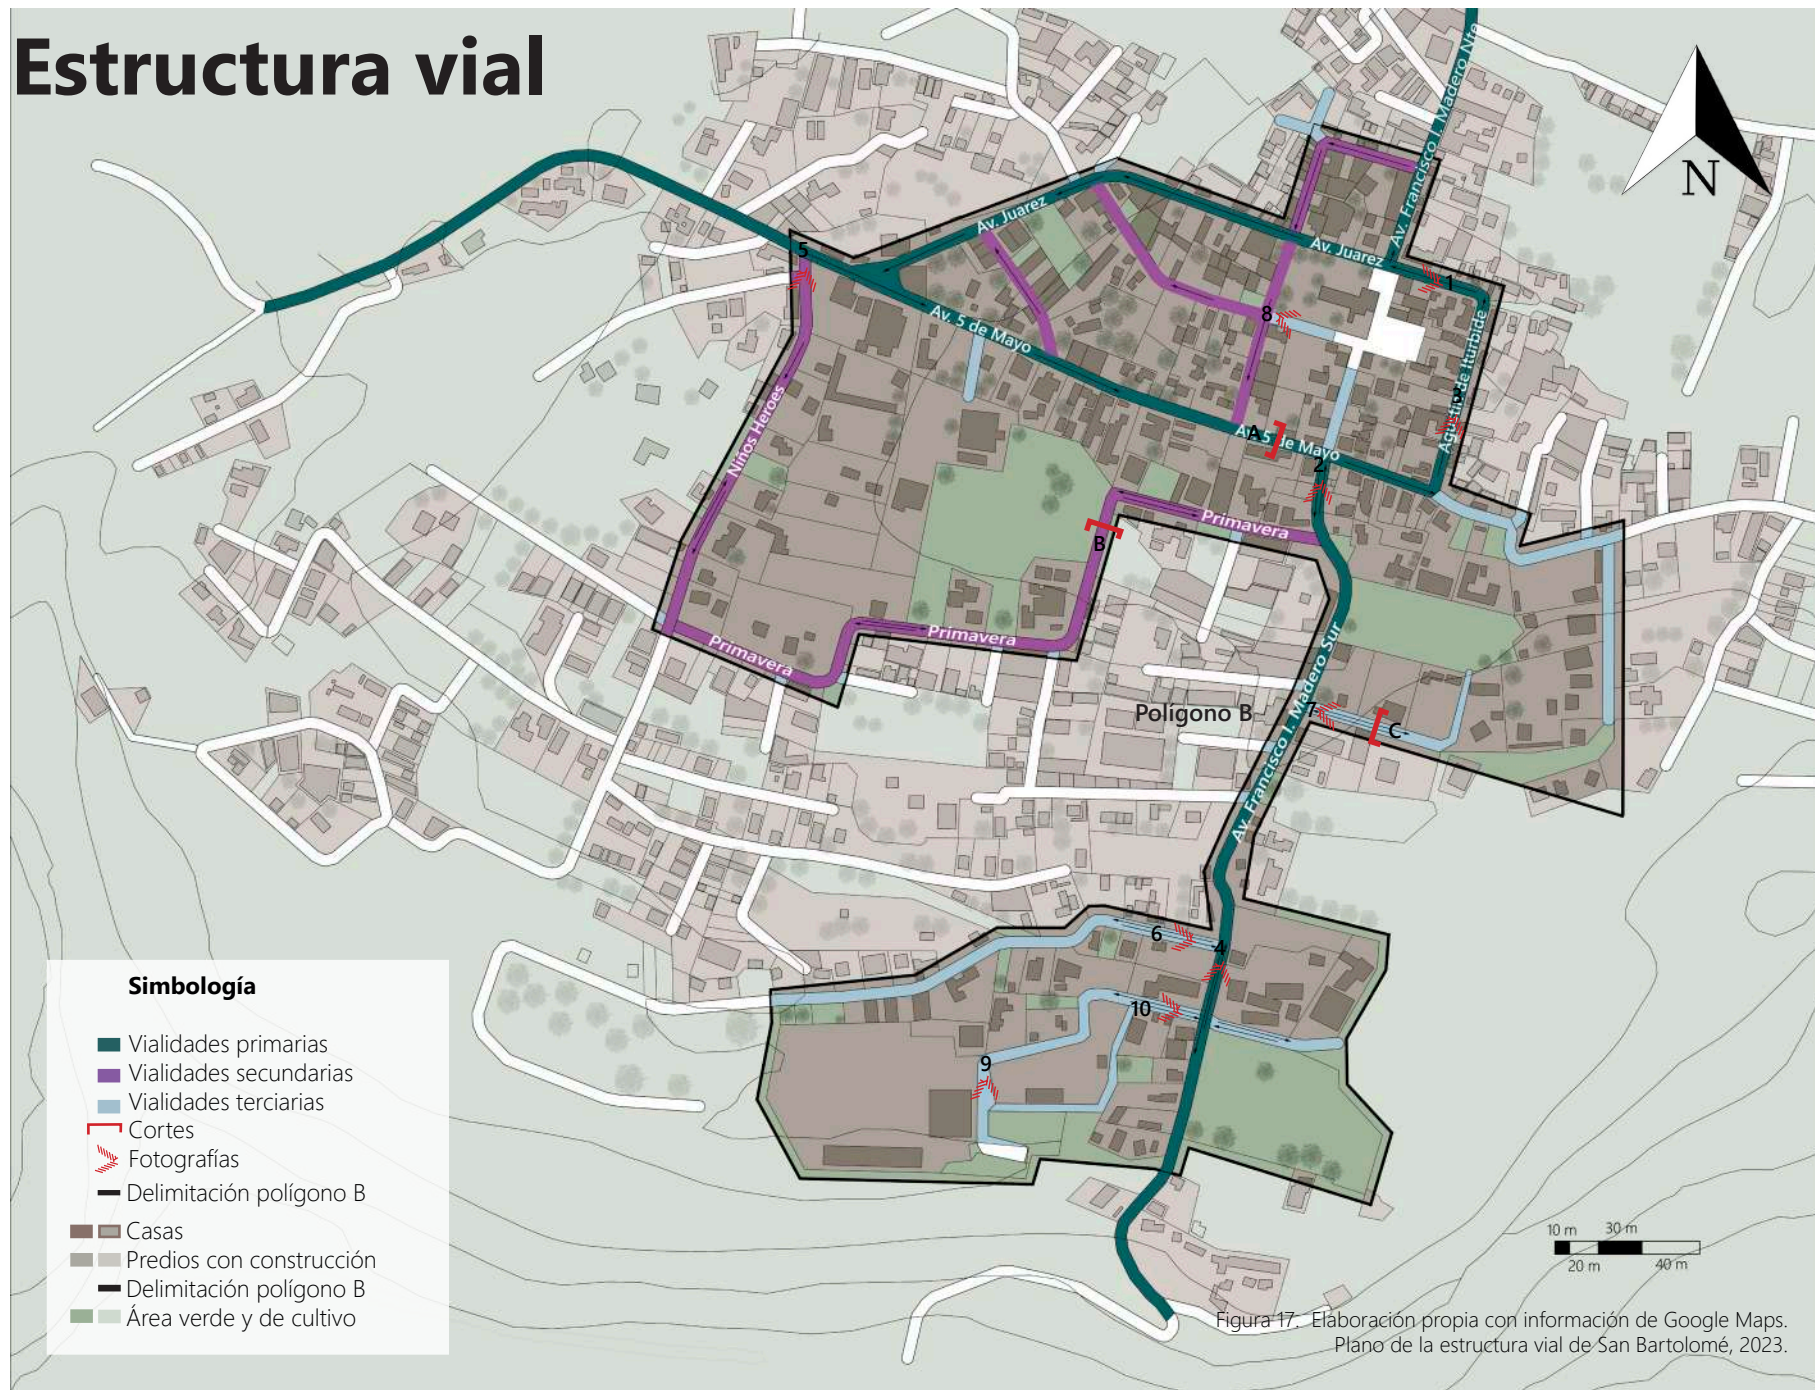 Estructura vial
Av. Francisco I. Madero Nte
N
Av. Juarez
Av. Juarez
1
5
8
Av. 5 de Mayo
Agustin de Iturbide
3
A
Av. 5 de Mayo
2
Niños Heroes
Primavera
B
Primavera
Primavera
Av. Francisco I. Madero Sur
Polígono B
7
C
6
4
10
9
Simbología
Vialidades primarias
Vialidades secundarias
Vialidades terciarias
Cortes
Fotografías
Delimitación polígono B
Casas
Predios con construcción
Delimitación polígono B
Área verde y de cultivo
10 m 30 m
20 m 40 m
Figura 17. Elaboración propia con información de Google Maps.
Plano de la estructura vial de San Bartolomé, 2023.